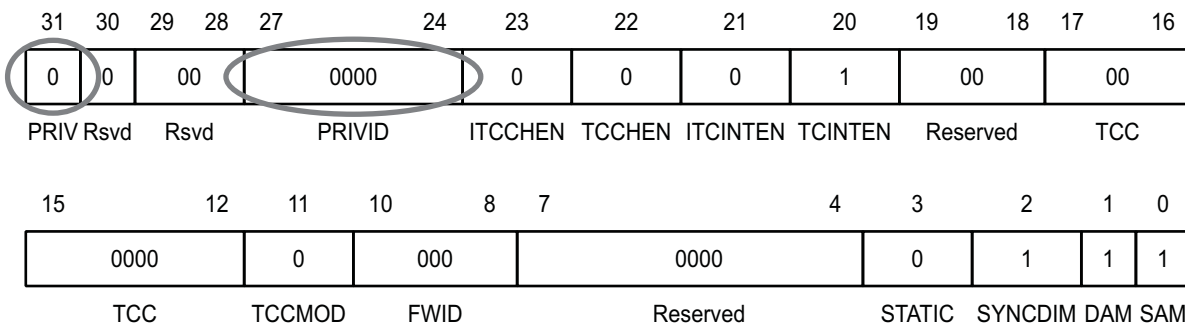 31 30 29 28 27 24 23 22 21 20 19 18 17 16
0 0 00 0000 0 0 0 1 00 00
PRIV Rsvd Rsvd PRIVID ITCCHEN TCCHEN ITCINTEN TCINTEN Reserved TCC
15 12 11 10 8 7 4 3 2 1 0
0000 0 000 0000 0 1 1 1
TCC TCCMOD FWID Reserved STATIC SYNCDIM DAM SAM